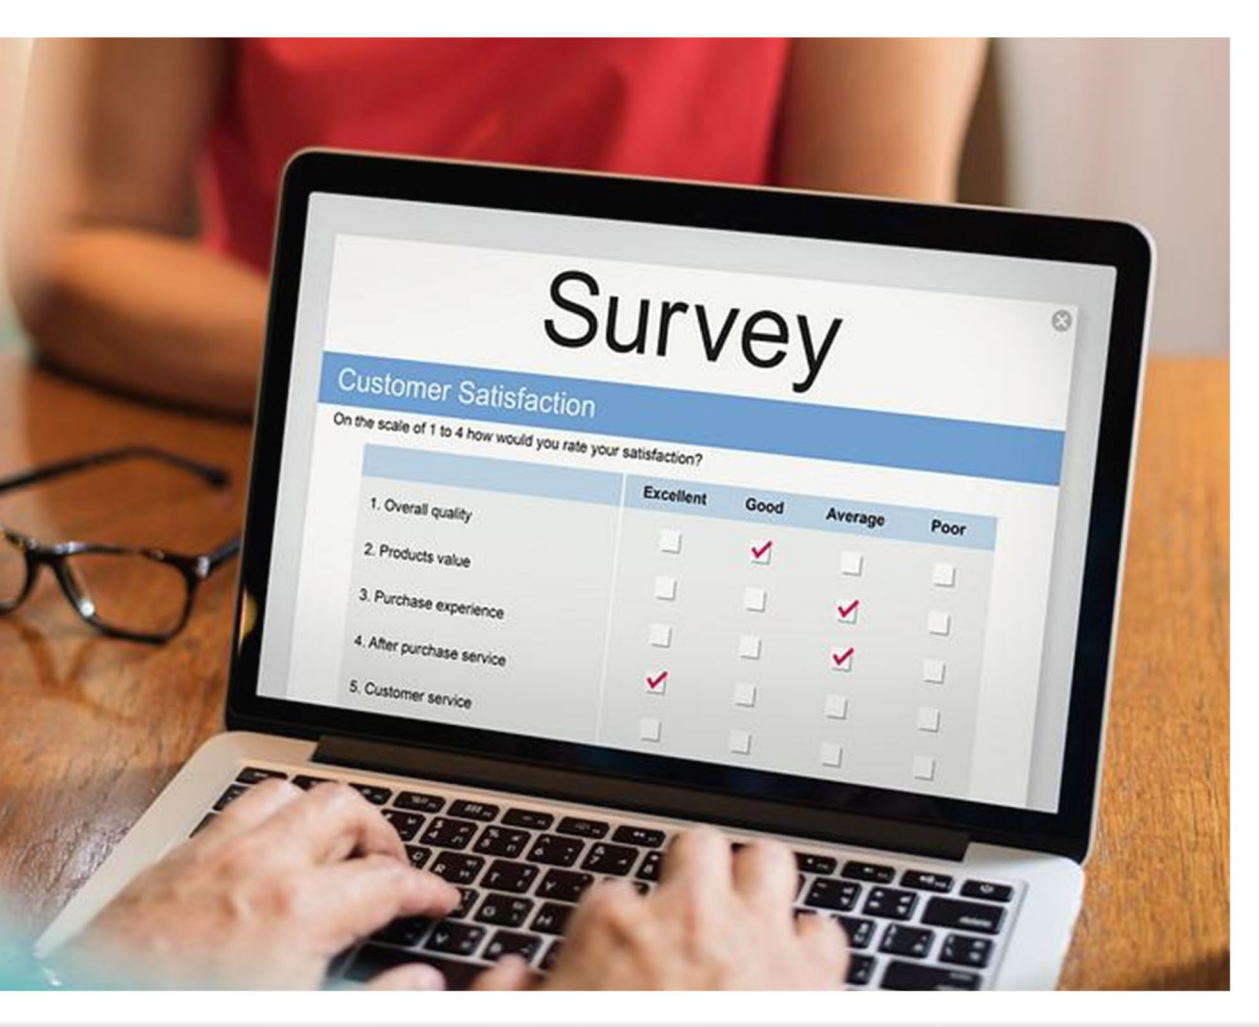 Survey
Customer Satisfaction
On the scale of 1 to 4 how would you rate your satisfaction?
Excellent Good Average Poor
1. Overall quality
2. Products value
3. Purchase experience
4. After purchase service
5. Customer service
delete